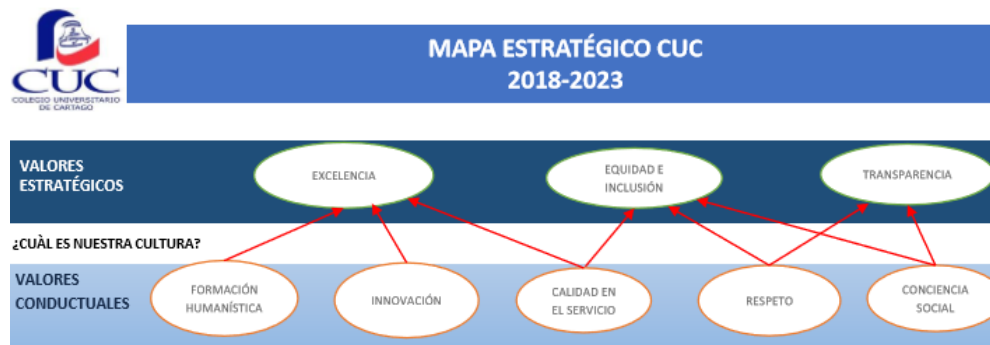 CUC
COLEGIO UNIVERSITARIO
DE CARTAGO
MAPA ESTRATÉGICO CUC
2018-2023
VALORES
ESTRATÉGICOS
EXCELENCIA
EQUIDAD E
INCLUSIÓN
TRANSPARENCIA
¿CUÀL ES NUESTRA CULTURA?
VALORES
CONDUCTUALES
FORMACIÓN
HUMANÍSTICA
INNOVACIÓN
CALIDAD EN
EL SERVICIO
RESPETO
CONCIENCIA
SOCIAL